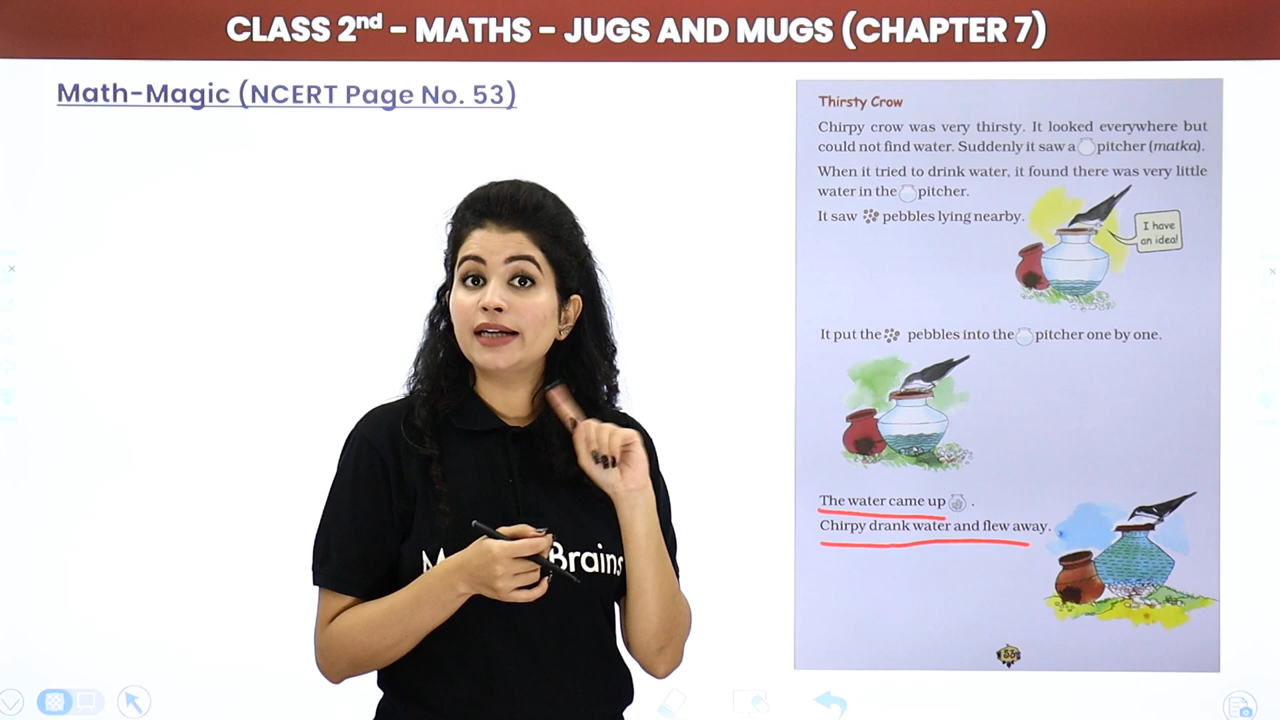 CLASS 2nd - MATHS - JUGS AND MUGS (CHAPTER 7)
Math-Magic (NCERT Page No. 53)
Thirsty Crow
Chirpy crow was very thirsty. It looked everywhere but
could not find water. Suddenly it saw a pitcher (matka).
When it tried to drink water, it found there was very little
water in the pitcher.
It saw pebbles lying nearby.
I have
an idea!
It put the pebbles into the pitcher one by one.
The water came up .
Chirpy drank water and flew away.
53
Brains